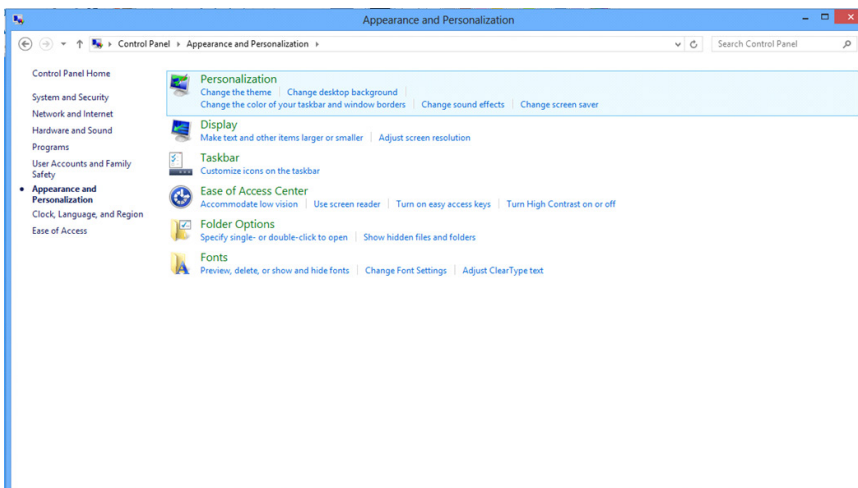 Appearance and Personalization
Control Panel Appearance and Personalization
Search Control Panel
Control Panel Home
System and Security
Network and Internet
Hardware and Sound
Programs
User Accounts and Family
Safety
Appearance and
Personalization
Clock, Language, and Region
Ease of Access
Personalization
Change the theme Change desktop background
Change the color of your taskbar and window borders Change sound effects Change screen saver
Display
Make text and other items larger or smaller Adjust screen resolution
Taskbar
Customize icons on the taskbar
Ease of Access Center
Accommodate low vision Use screen reader Turn on easy access keys Turn High Contrast on or off
Folder Options
Specify single- or double-click to open Show hidden files and folders
Fonts
Preview, delete, or show and hide fonts Change Font Settings Adjust ClearType text